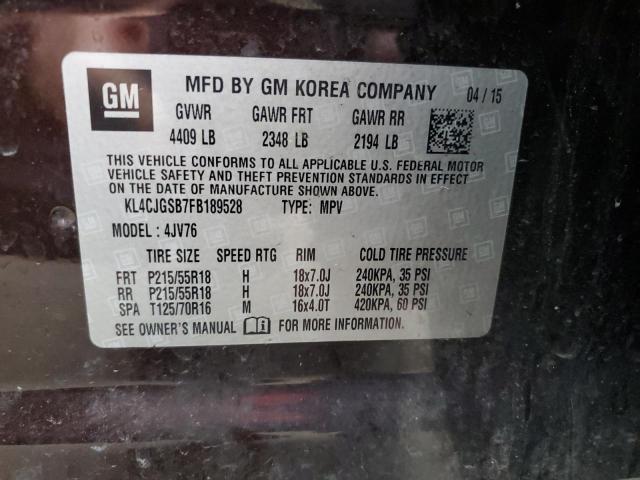 GM
MFD BY GM KOREA COMPANY 04 / 15
GVWR GAWR FRT GAWR RR
4409 LB 2348 LB 2194 LB
THIS VEHICLE CONFORMS TO ALL APPLICABLE U.S. FEDERAL MOTOR
VEHICLE SAFETY AND THEFT PREVENTION STANDARDS IN EFFECT
ON THE DATE OF MANUFACTURE SHOWN ABOVE.
KL4CJGSB7FB189528 TYPE: MPV
MODEL : 4JV76
TIRE SIZE SPEED RTG RIM COLD TIRE PRESSURE
FRT P215/55R18 H 18x7.0J 240KPA, 35 PSI
RR P215/55R18 H 18x7.0J 240KPA, 35 PSI
SPA T125/70R16 M 16x4.0T 420KPA, 60 PSI
SEE OWNER'S MANUAL FOR MORE INFORMATION.